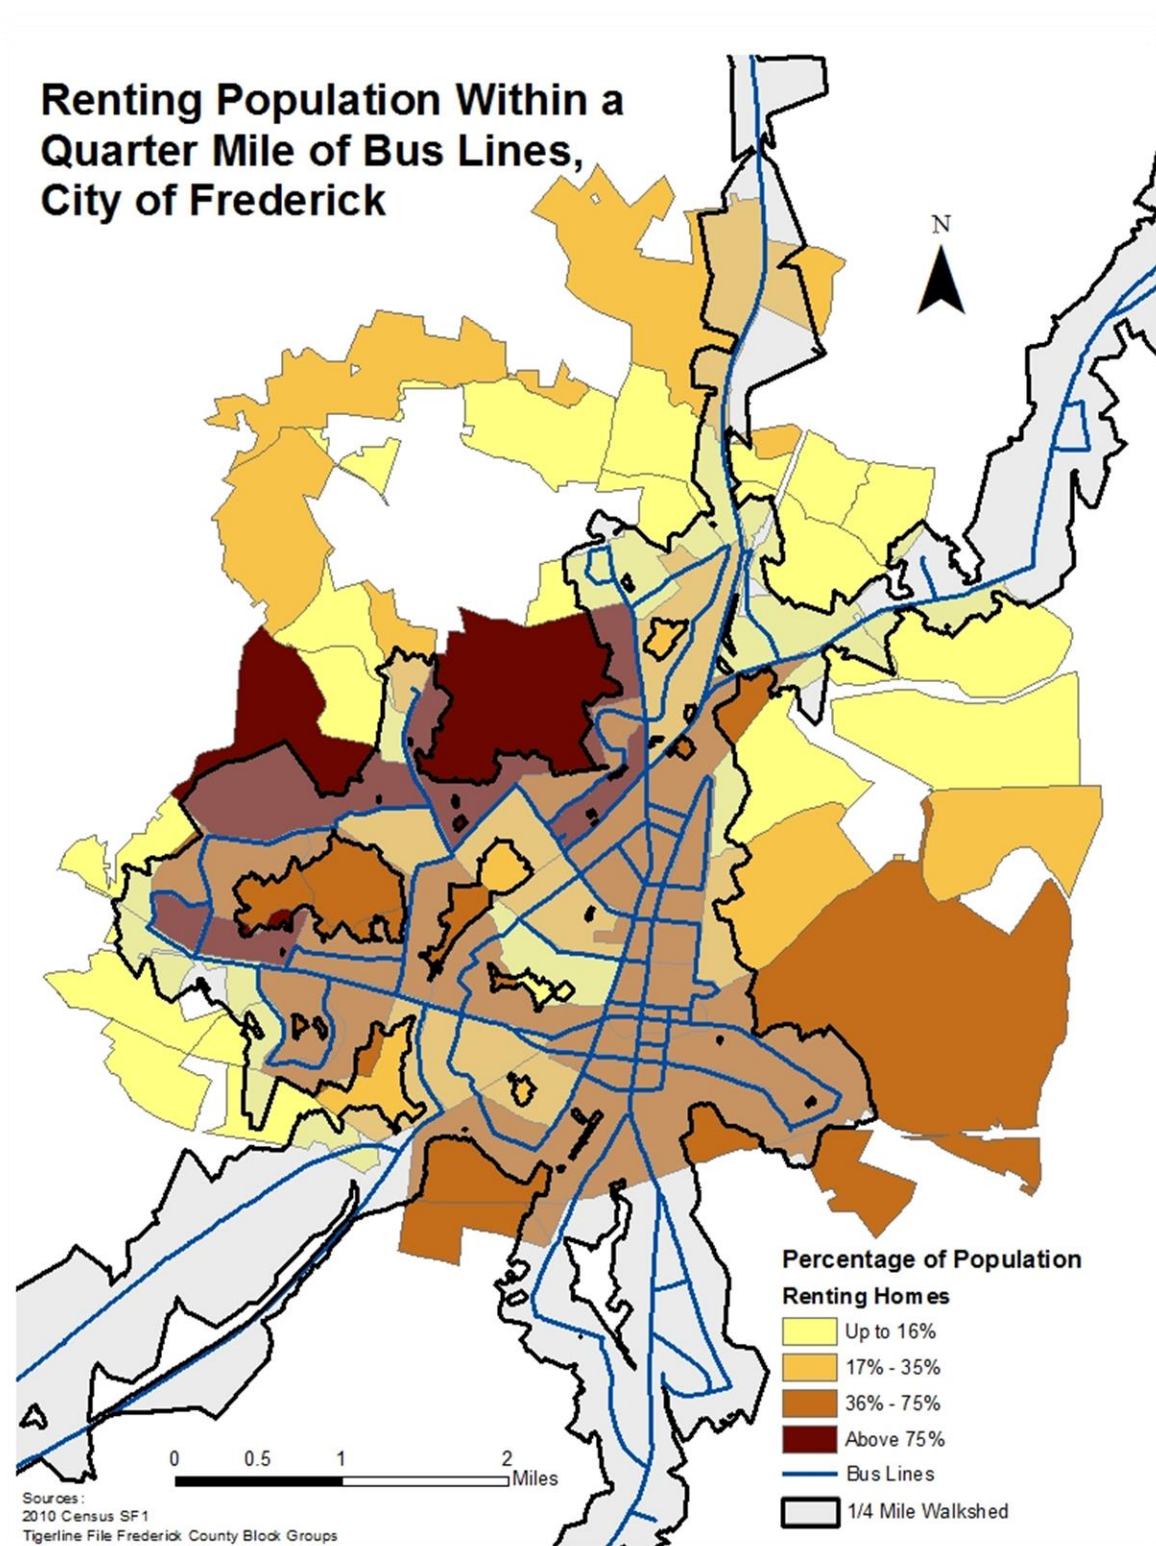 Renting Population Within a
Quarter Mile of Bus Lines,
City of Frederick
N
Percentage of Population
Renting Homes
Up to 16%
17% - 35%
36% - 75%
Above 75%
Bus Lines
1/4 Mile Walkshed
0 0.5 1 2
Miles
Sources:
2010 Census SF1
Tigerline File Frederick County Block Groups